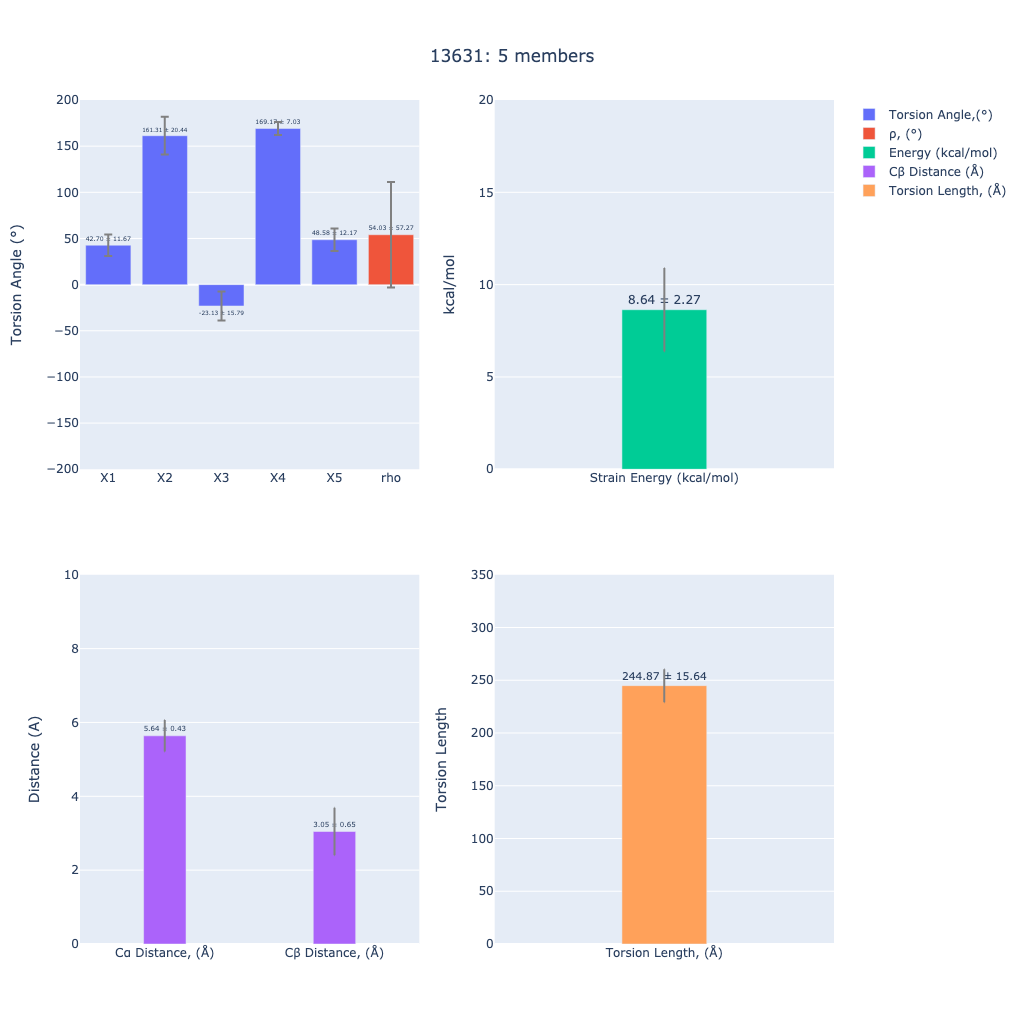 13631: 5 members
Torsion Angle (°)
200
150
100
50
0
−50
−100
−150
−200
42.70 ± 11.67
161.31 ± 20.44
-23.13 ± 15.79
169.17 ± 7.03
48.58 ± 12.17
54.03 ± 57.27
X1 X2 X3 X4 X5 rho
kcal/mol
20
15
10
5
0
8.64 ± 2.27
Strain Energy (kcal/mol)
Torsion Angle,(°)
ρ, (°)
Energy (kcal/mol)
Cβ Distance (Å)
Torsion Length, (Å)
Distance (A)
10
8
6
4
2
0
5.64 ± 0.43
3.05 ± 0.65
Cα Distance, (Å) Cβ Distance, (Å)
Torsion Length
350
300
250
200
150
100
50
0
244.87 ± 15.64
Torsion Length, (Å)